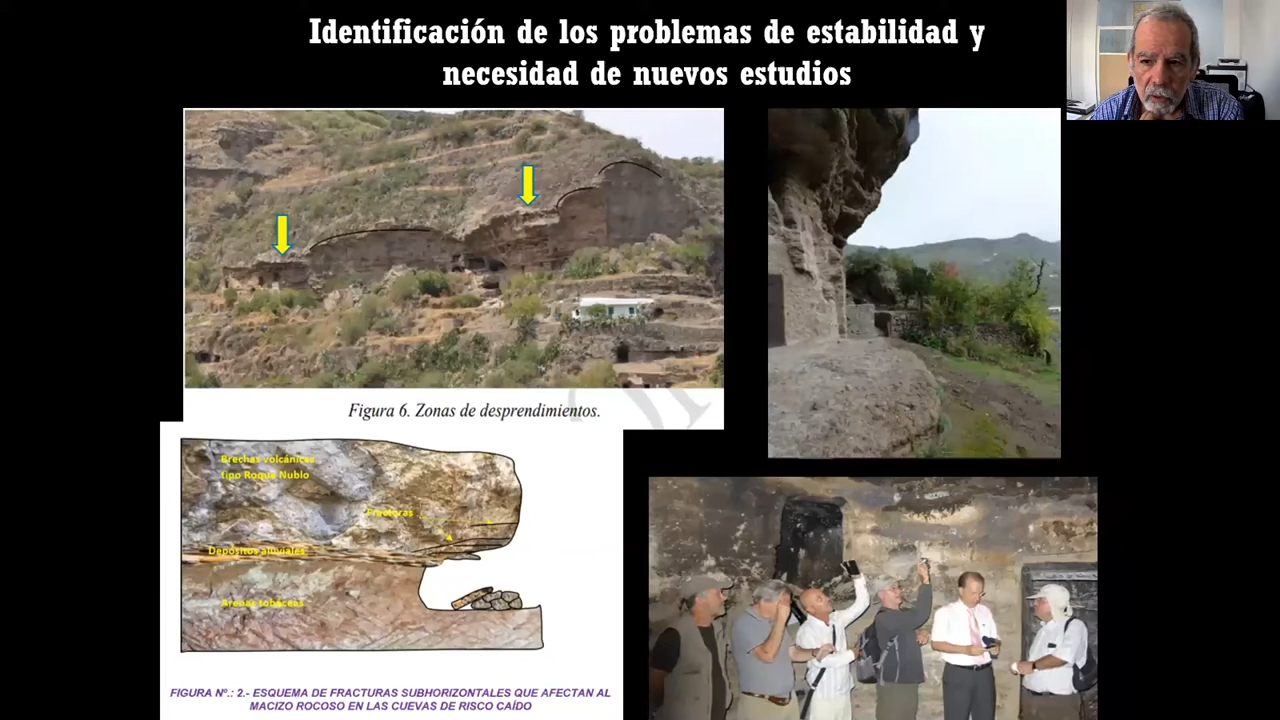 Identificación de los problemas de estabilidad y
necesidad de nuevos estudios
Figura 6. Zonas de desprendimientos.
Brechas volcánicas
tipo Roque Nublo
Fracturas
Depósitos aluviales
Arenas tobáceas
FIGURA Nº.: 2.- ESQUEMA DE FRACTURAS SUBHORIZONTALES QUE AFECTAN AL
MACIZO ROCOSO EN LAS CUEVAS DE RISCO CAÍDO